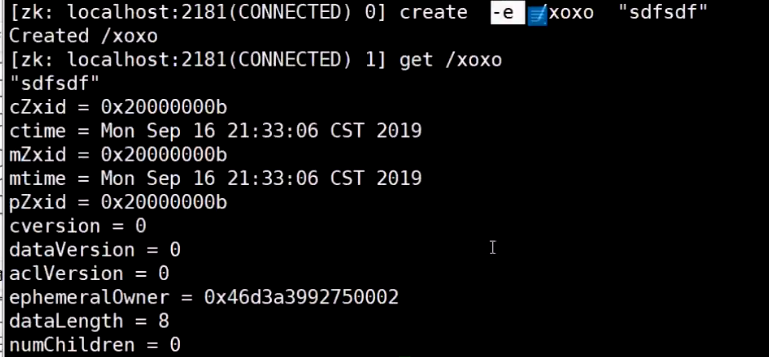 [zk: localhost:2181(CONNECTED) 0] create  -e  /xoxo  "sdfsdf"
Created /xoxo
[zk: localhost:2181(CONNECTED) 1] get /xoxo
"sdfsdf"
cZxid = 0x20000000b
ctime = Mon Sep 16 21:33:06 CST 2019
mZxid = 0x20000000b
mtime = Mon Sep 16 21:33:06 CST 2019
pZxid = 0x20000000b
cversion = 0
dataVersion = 0
aclVersion = 0
ephemeralOwner = 0x46d3a3992750002
dataLength = 8
numChildren = 0